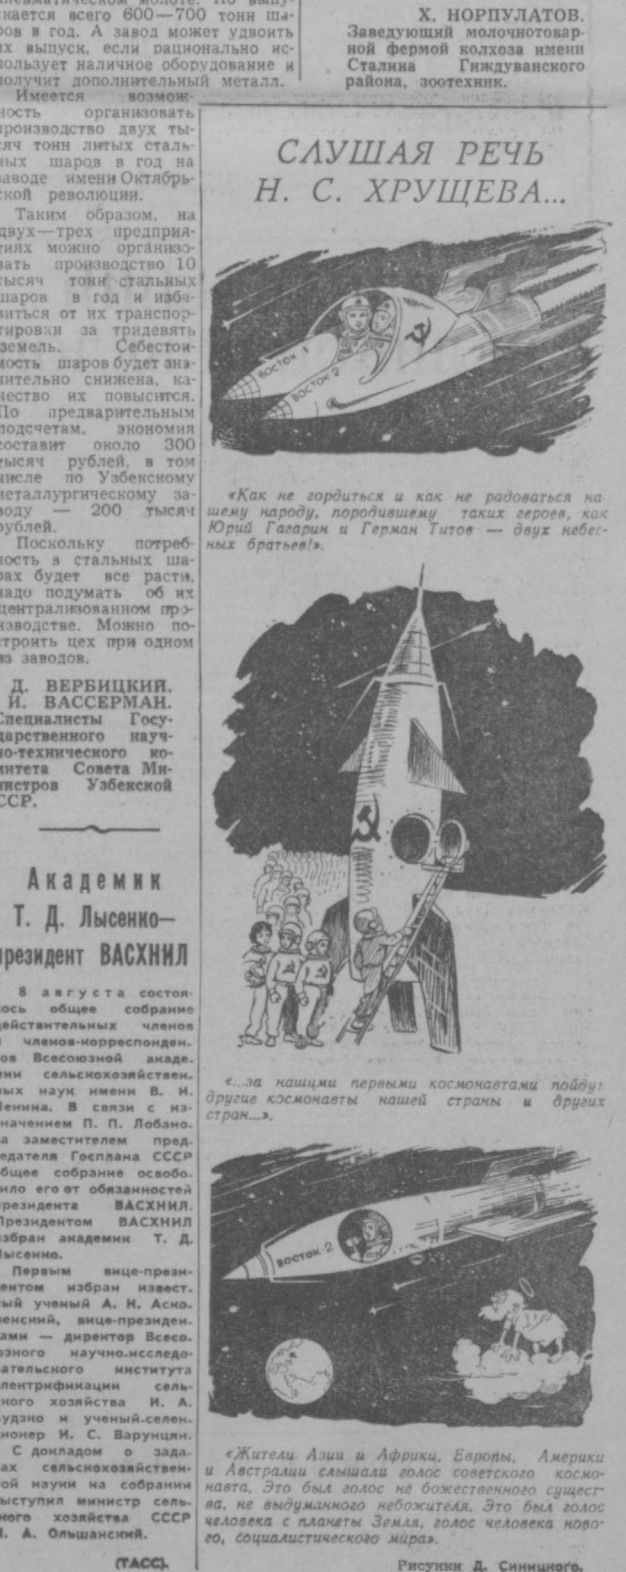 невматическом молоте. Но выпу-
скается всего 600—700 тонн ша-
ров в год. А завод может удвоить
их выпуск, если рационально ис-
пользует наличное оборудование и
получит дополнительный металл.
Имеется возмож-
ность организовать
производство двух ты-
сяч тонн литых сталь-
ных шаров в год на
заводе имени Октябрь-
ской революции.
Таким образом, на
двух—трех предприя-
тиях можно организо-
вать производство 10
тысяч тонн стальных
шаров в год и изба-
виться от их транспор-
тировки за тридевять
земель. Себестои-
мость шаров будет зна-
чительно снижена, ка-
чество их повысится.
По предварительным
подсчетам, экономия
составит около 300
тысяч рублей, в том
числе по Узбекскому
металлургическому за-
воду — 200 тысяч
рублей.
Поскольку потреб-
ность в стальных ша-
рах будет все расти,
надо подумать об их
централизованном про-
изводстве. Можно по-
строить цех при одном
из заводов.
Д. ВЕРБИЦКИЙ.
И. ВАССЕРМАН.
Специалисты Госу-
дарственного науч-
но-технического ко-
митета Совета Ми-
нистров Узбекской
ССР.
Академик
Т. Д. Лысенко—
президент ВАСХНИЛ
8 августа состоя-
лось общее собрание
действительных членов
и членов-корреспонден-
тов Всесоюзной акаде-
мии сельскохозяйствен-
ных наук имени В. И.
Ленина. В связи с на-
значением П. П. Лобано-
ва заместителем пред-
седателя Госплана СССР
общее собрание освобо-
дило его от обязанностей
президента ВАСХНИЛ.
Президентом ВАСХНИЛ
избран академик Т. Д.
Лысенко.
Первым вице-прези-
дентом избран извест-
ный ученый А. Н. Аско-
ченский, вице-президен-
тами — директор Всесо-
юзного научно-исследо-
вательского института
электрификации сель-
ского хозяйства И. А.
Будзко и ученый-селек-
ционер И. С. Варунцян.
С докладом о зада-
чах сельскохозяйствен-
ной науки на собрании
выступил министр сель-
ского хозяйства СССР
М. А. Ольшанский.
(ТАСС).
Х. НОРПУЛАТОВ.
Заведующий молочнотовар-
ной фермой колхоза имени
Сталина Гиждуванского
района, зоотехник.
СЛУШАЯ РЕЧЬ
Н. С. ХРУЩЕВА...
ВОСТОК-1
ВОСТОК-2
«Как не гордиться и как не радоваться на-
шему народу, породившему таких героев, как
Юрий Гагарин и Герман Титов — двух небес-
ных братьев!».
«...за нашими первыми космонавтами пойдут
другие космонавты нашей страны и других
стран...».
ВОСТОК-2
«Жители Азии и Африки, Европы, Америки
и Австралии слышали голос советского космо-
навта. Это был голос не божественного сущест-
ва, не выдуманного небожителя. Это был голос
человека с планеты Земля, голос человека ново-
го, социалистического мира».
Рисунки Д. Синицкого.